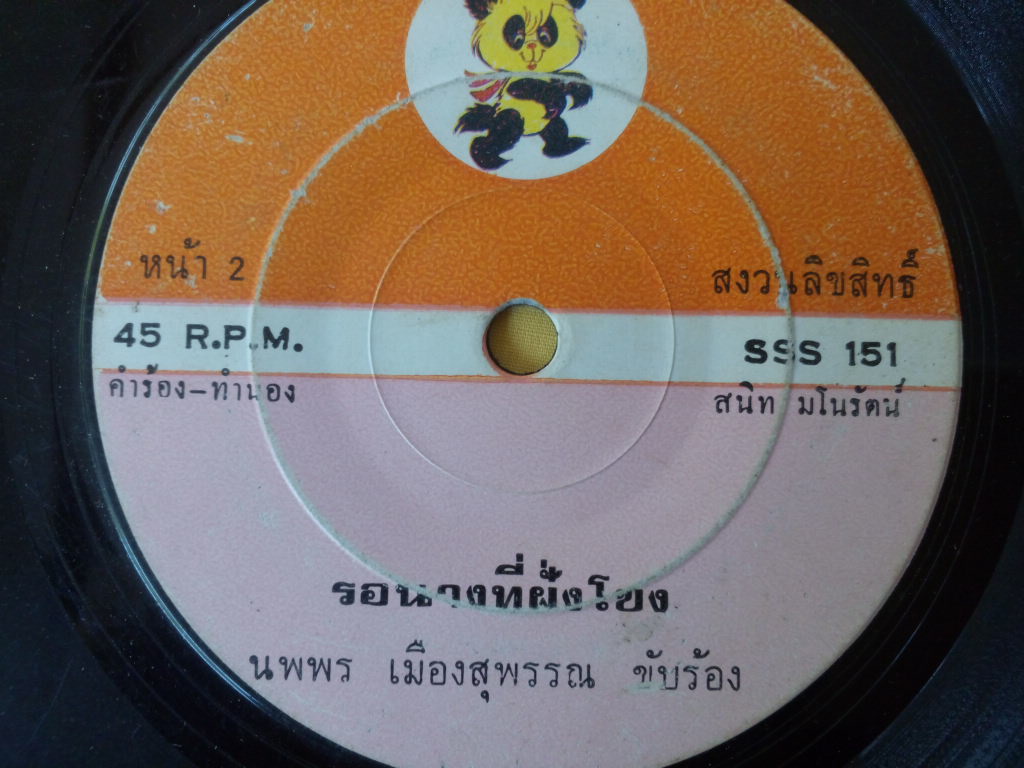 หน้า 2
สงวนลิขสิทธิ์
45 R.P.M.
SSS 151
คำร้อง-ทำนอง
สนิท มโนรัตน์
รอนางที่ฝั่งโขง
นพพร เมืองสุพรรณ ขับร้อง